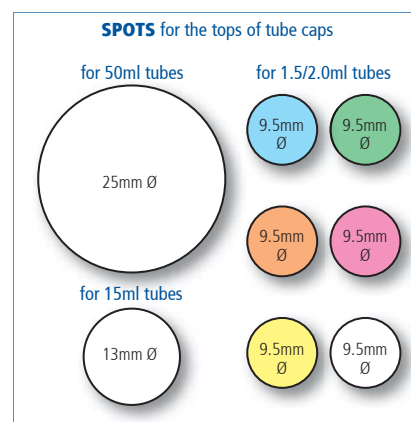 SPOTS for the tops of tube caps
for 50ml tubes
25mm Ø
for 15ml tubes
13mm Ø
for 1.5/2.0ml tubes
9.5mm
Ø
9.5mm
Ø
9.5mm
Ø
9.5mm
Ø
9.5mm
Ø
9.5mm
Ø